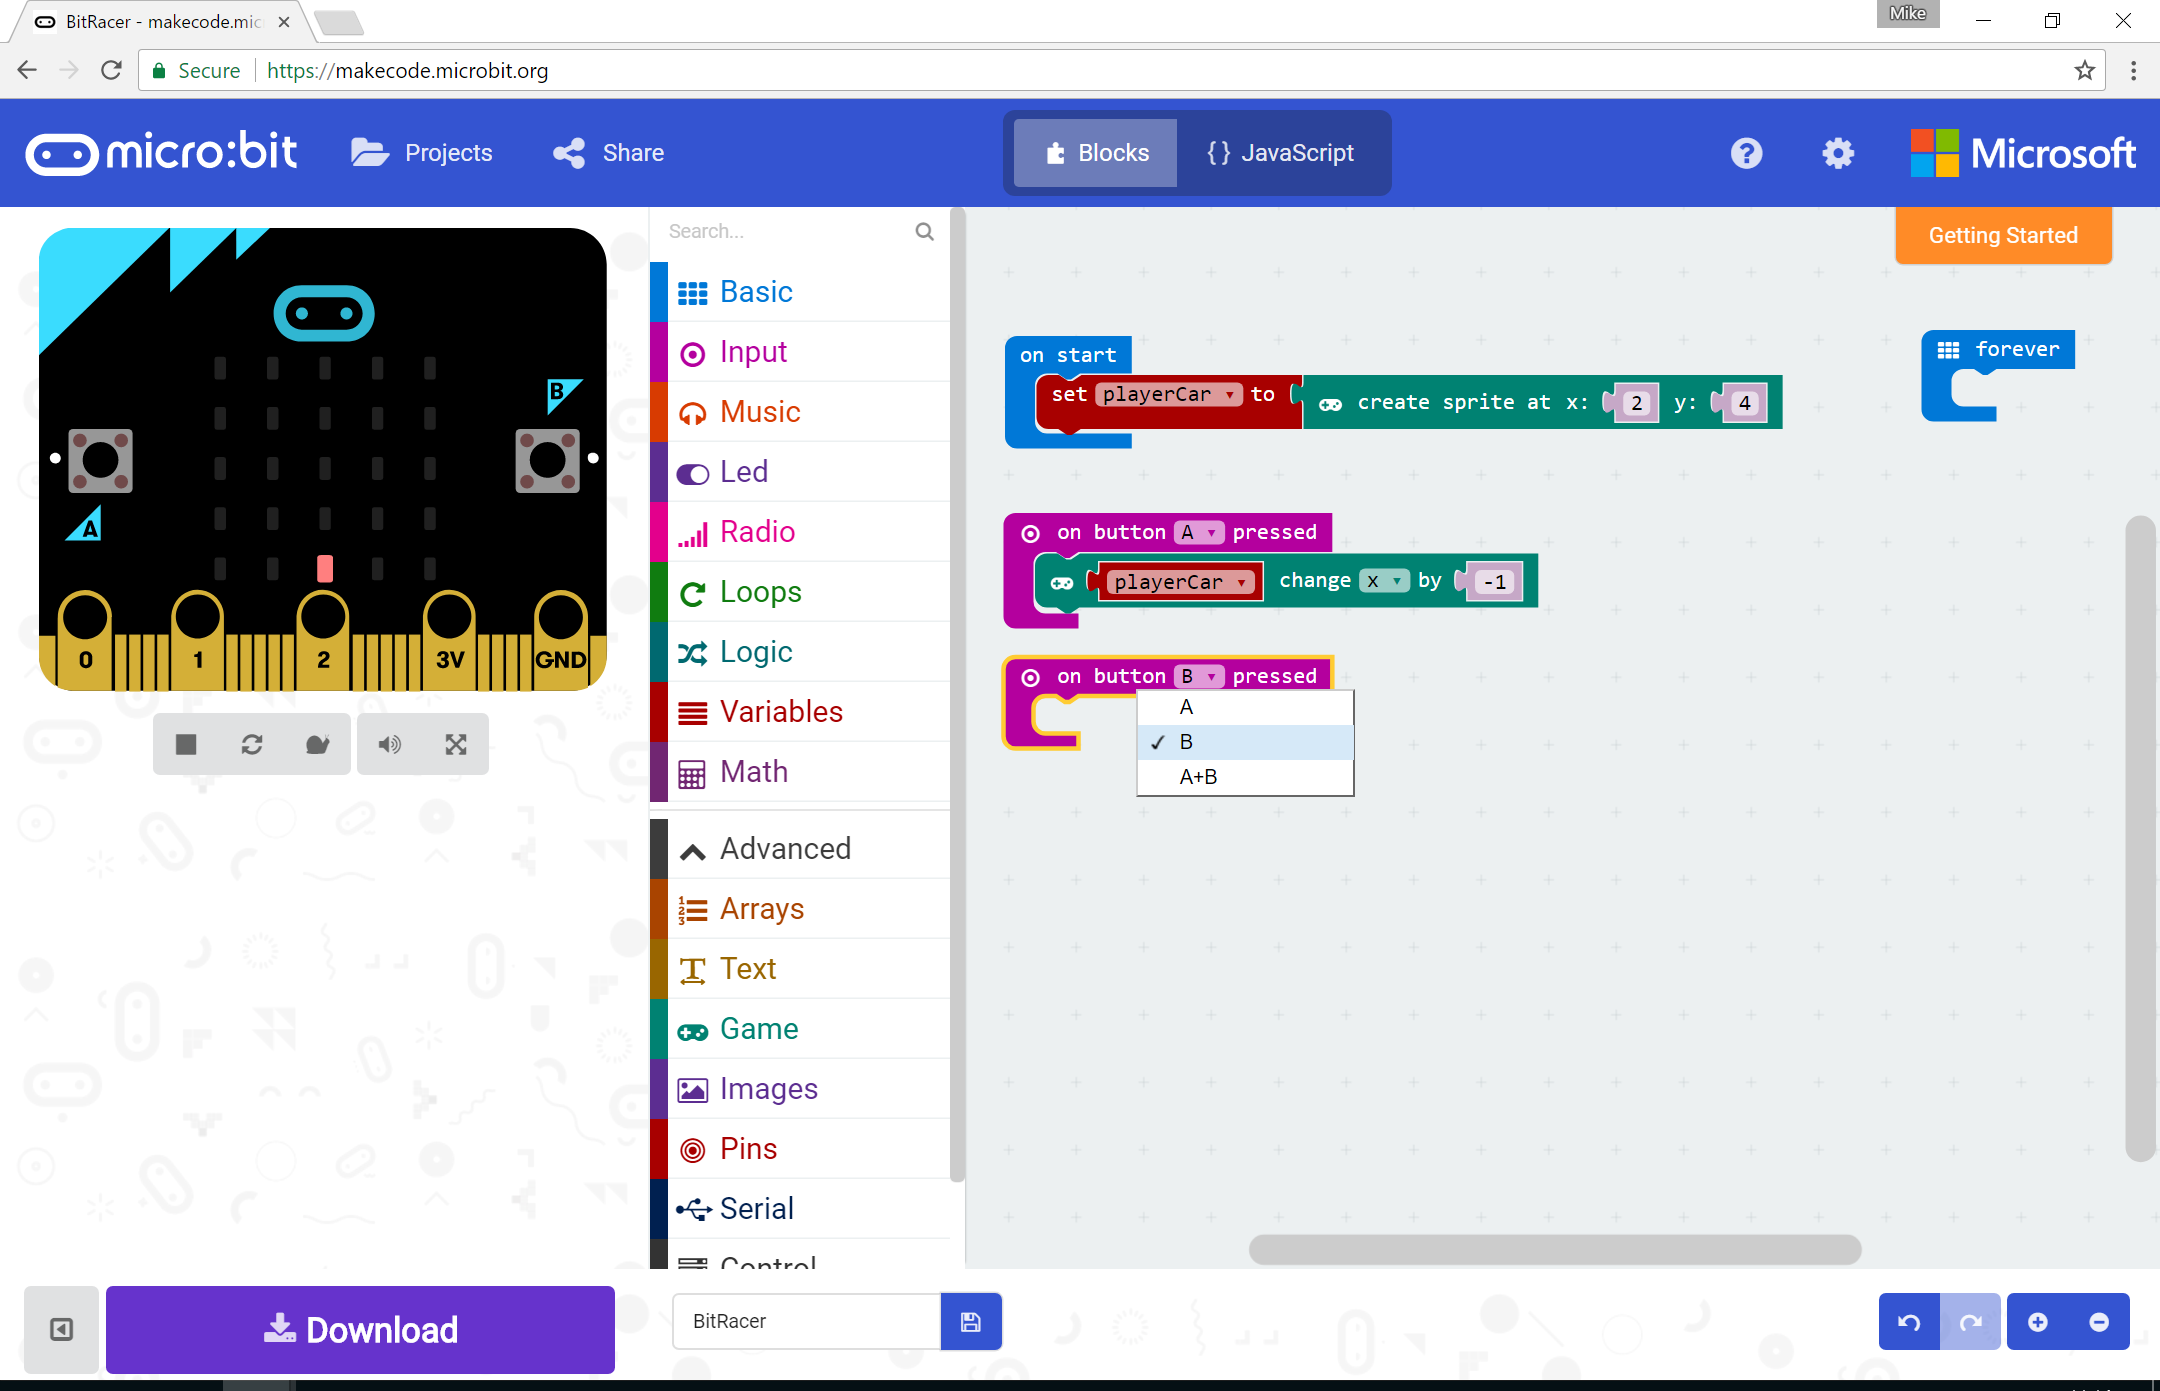 BitRacer - makecode.mic
Mike
Secure
https://makecode.microbit.org
micro:bit
Projects
Share
Blocks
{} JavaScript
Microsoft
Search...
Getting Started
Basic
Input
Music
Led
Radio
Loops
Logic
Variables
Math
Advanced
Arrays
Text
Game
Images
Pins
Serial
Control
B
A
0 1 2 3V GND
on start
set playerCar to create sprite at x: 2 y: 4
forever
on button A pressed
playerCar change x by -1
on button B pressed
A
B
A+B
Download
BitRacer